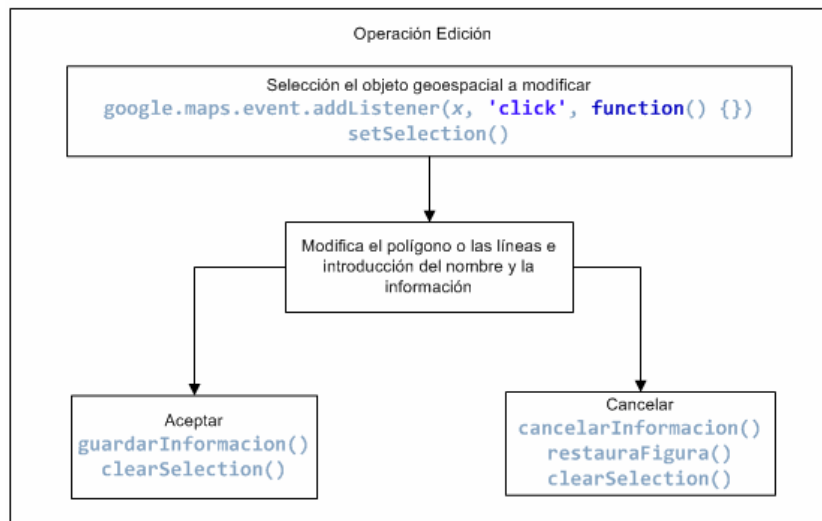 Operación Edición
Selección el objeto geoespacial a modificar
google.maps.event.addListener(x, 'click', function() {})
setSelection()
Modifica el polígono o las líneas e
introducción del nombre y la
información
Aceptar
guardarInformacion()
clearSelection()
Cancelar
cancelarInformacion()
restauraFigura()
clearSelection()